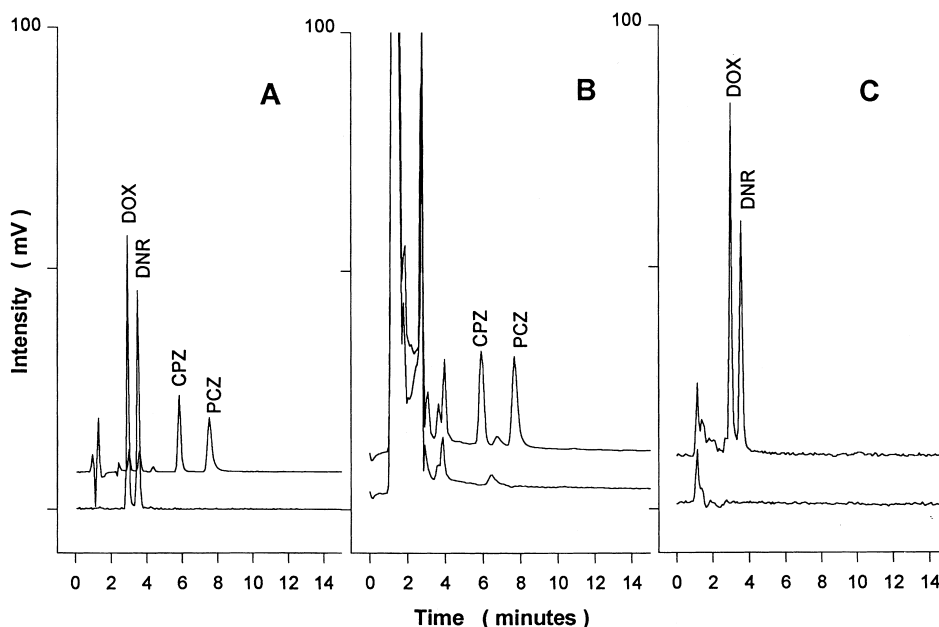 100
A
DOX
DNR
CPZ
PCZ
0 2 4 6 8 10 12 14
100
B
CPZ
PCZ
0 2 4 6 8 10 12 14
100
C
DOX
DNR
0 2 4 6 8 10 12 14
Intensity ( mV )
Time ( minutes )